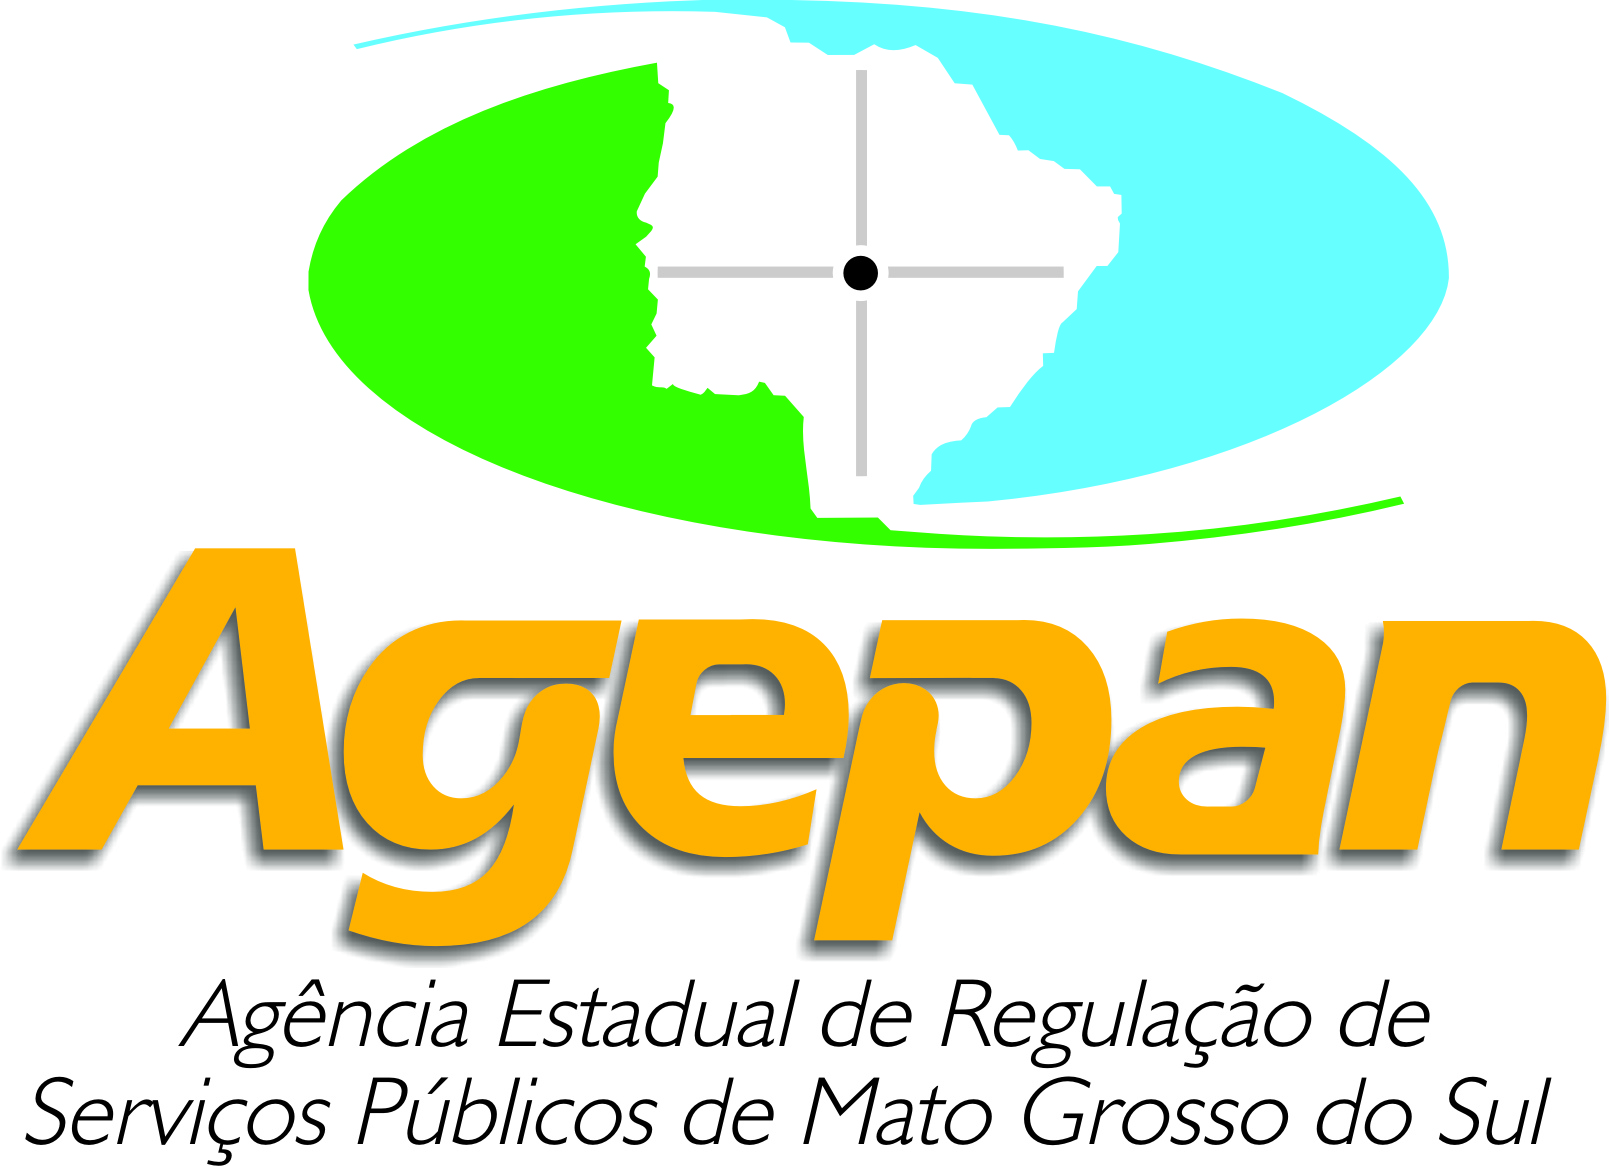 Agepan
Agência Estadual de Regulação de
Serviços Públicos de Mato Grosso do Sul